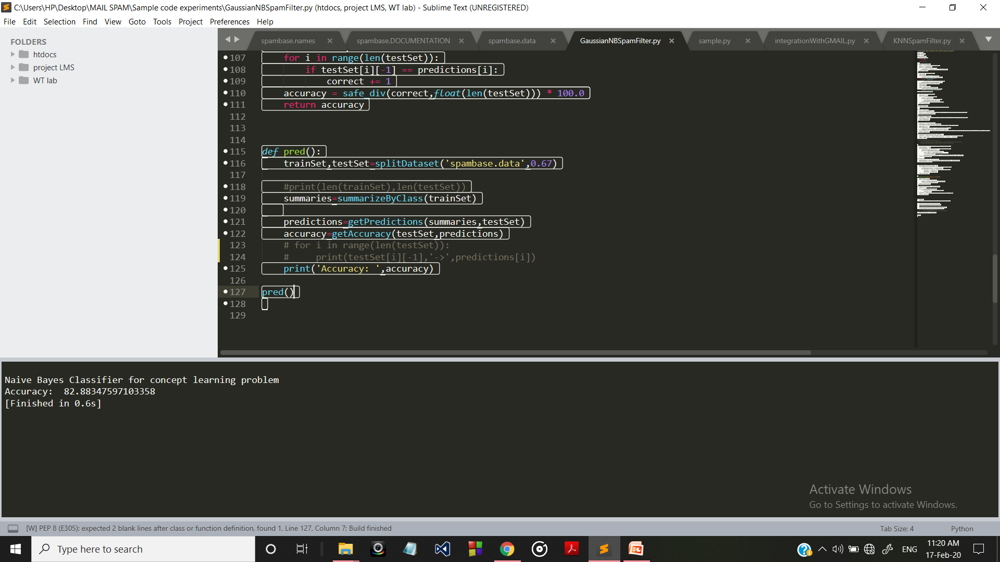 C:\Users\HP\Desktop\MAIL SPAM\Sample code experiments\GaussianNBSpamFilter.py (htdocs, project LMS, WT lab) - Sublime Text (UNREGISTERED)
File Edit Selection Find View Goto Tools Project Preferences Help
FOLDERS
htdocs
project LMS
WT lab
spambase.names spambase.DOCUMENTATION spambase.data GaussianNBSpamFilter.py sample.py integrationWithGMAIL.py KNNSpamFilter.py
107     for i in range(len(testSet)):
108         if testSet[i][-1] == predictions[i]:
109             correct += 1
110     accuracy = safe_div(correct,float(len(testSet))) * 100.0
111     return accuracy
112
113
114
115 def pred():
116     trainSet,testSet=splitDataset('spambase.data',0.67)
117
118     #print(len(trainSet),len(testSet))
119     summaries=summarizeByClass(trainSet)
120
121     predictions=getPredictions(summaries,testSet)
122     accuracy=getAccuracy(testSet,predictions)
123     # for i in range(len(testSet)):
124     #     print(testSet[i][-1],'->',predictions[i])
125     print('Accuracy: ',accuracy)
126
127 pred()
128
129
Naive Bayes Classifier for concept learning problem
Accuracy:  82.88347597103358
[Finished in 0.6s]
Activate Windows
Go to Settings to activate Windows.
[W] PEP 8 (E305): expected 2 blank lines after class or function definition, found 1, Line 127, Column 7; Build finished
Tab Size: 4 Python
Type here to search
ENG
11:20 AM
17-Feb-20